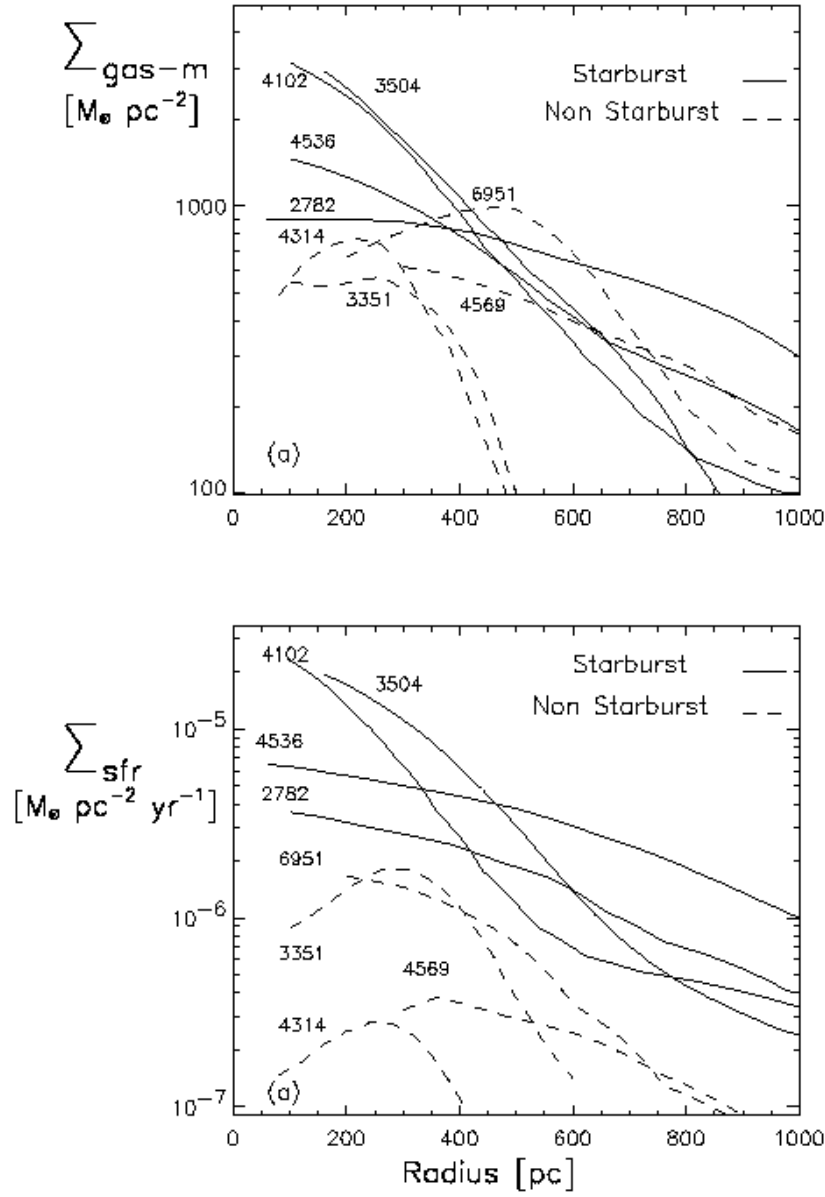 ∑gas−m
[M⊙ pc−2]
Starburst
Non Starburst
4102
3504
4536
6951
2782
4314
3351
4569
1000
100
(a)
0 200 400 600 800 1000
∑sfr
[M⊙ pc−2 yr−1]
Starburst
Non Starburst
4102
3504
4536
2782
6951
3351
4569
4314
10−5
10−6
10−7
(a)
0 200 400 600 800 1000
Radius [pc]